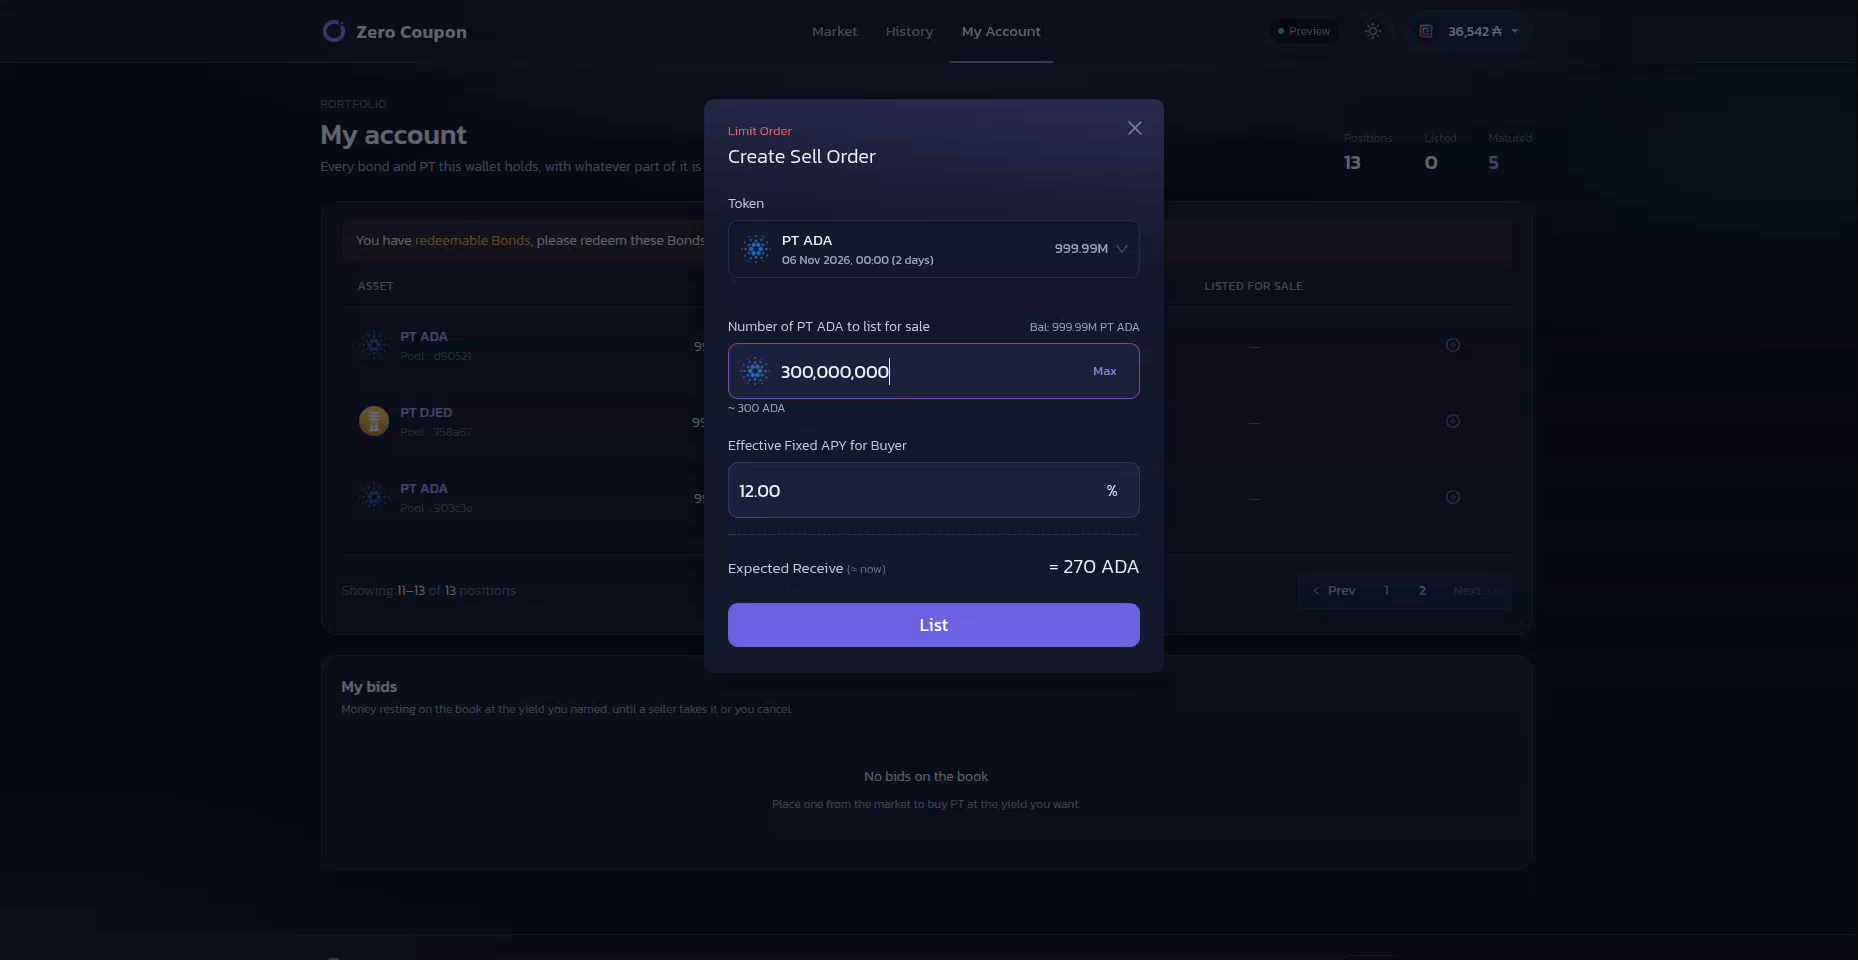 Zero Coupon
Market
History
My Account
Preview
36,542 ₳
PORTFOLIO
My account
Every bond and PT this wallet holds, with whatever part of it is
Positions
13
Listed
0
Matured
5
You have redeemable Bonds, please redeem these Bonds
ASSET
LISTED FOR SALE
PT ADA
Pool ...d90521
99
—
PT DJED
Pool ...758a67
99
—
PT ADA
Pool ...903c3e
99
—
Showing 11–13 of 13 positions
Prev
1
2
Next
My bids
Money resting on the book at the yield you named, until a seller takes it or you cancel.
No bids on the book
Place one from the market to buy PT at the yield you want.
Limit Order
Create Sell Order
Token
PT ADA
06 Nov 2026, 00:00 (2 days)
999.99M
Number of PT ADA to list for sale
Bal: 999.99M PT ADA
300,000,000
Max
~ 300 ADA
Effective Fixed APY for Buyer
12.00
%
Expected Receive (≈ now)
= 270 ADA
List